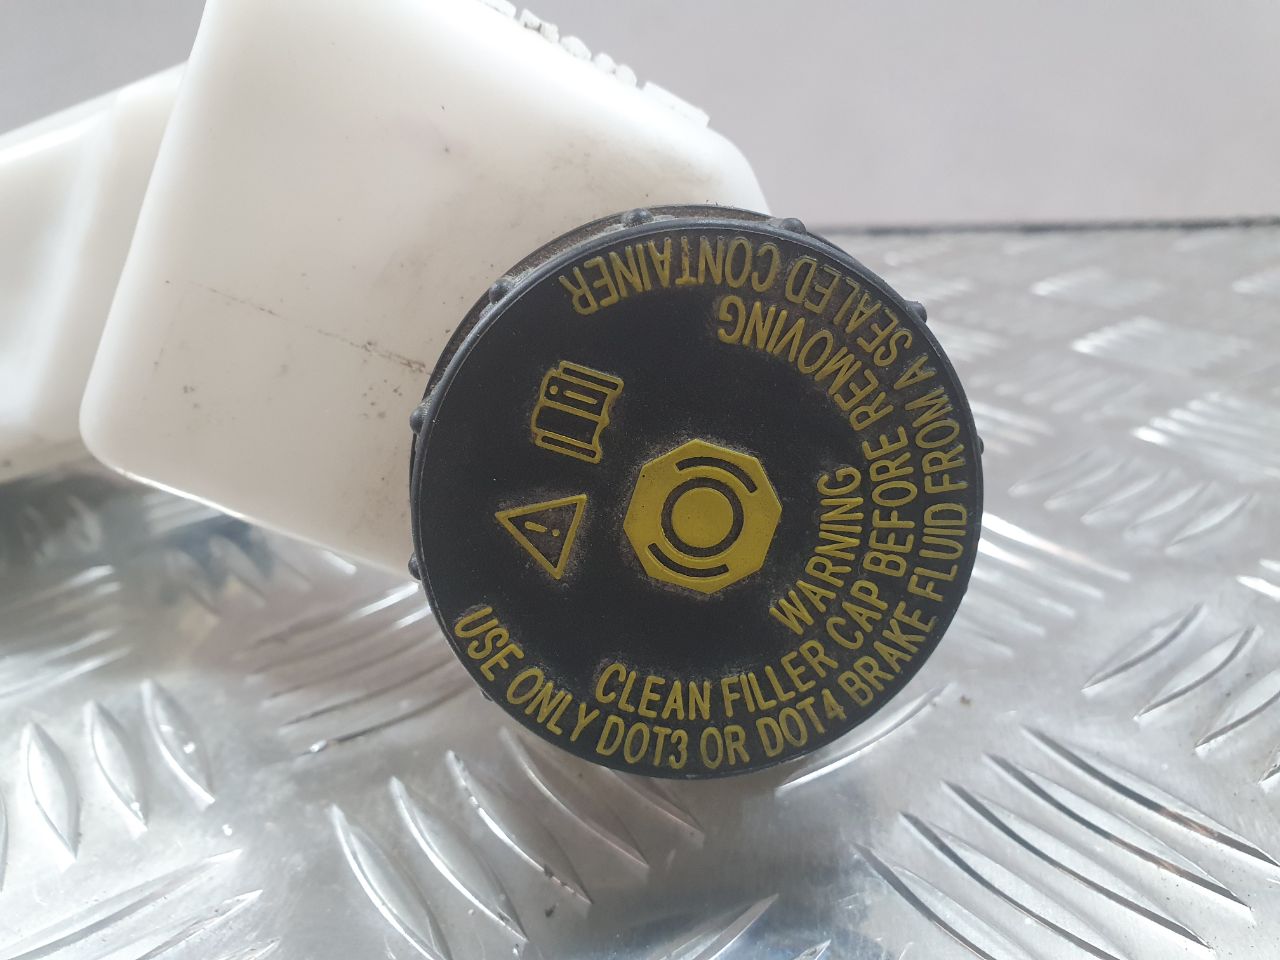 WARNING
CLEAN FILLER CAP BEFORE REMOVING
USE ONLY DOT3 OR DOT4 BRAKE FLUID FROM A SEALED CONTAINER